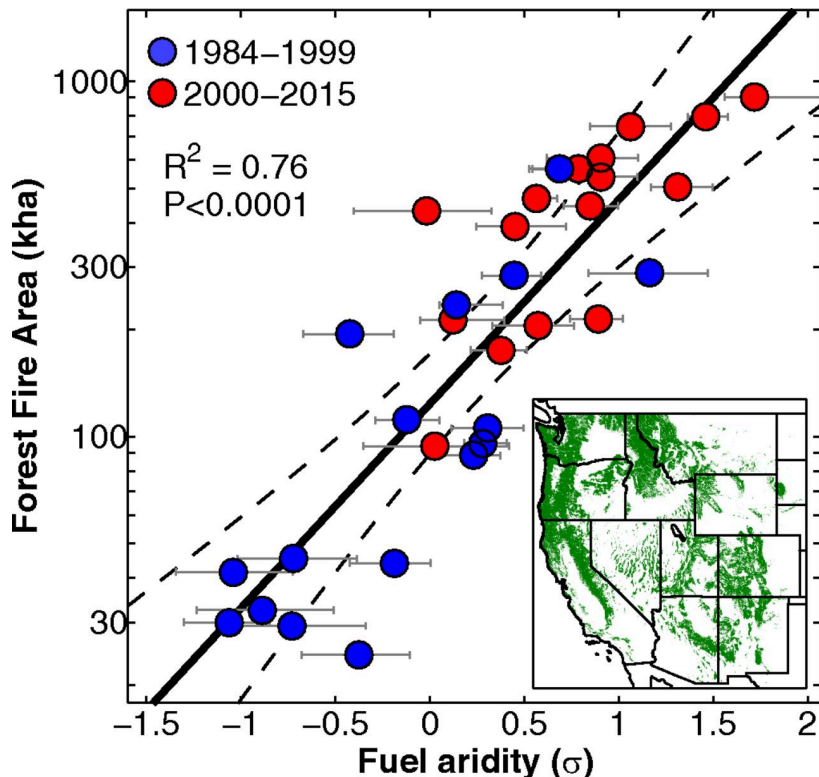 1984−1999
2000−2015
R² = 0.76
P<0.0001
Forest Fire Area (kha)
1000
300
100
30
−1.5 −1 −0.5 0 0.5 1 1.5 2
Fuel aridity (σ)